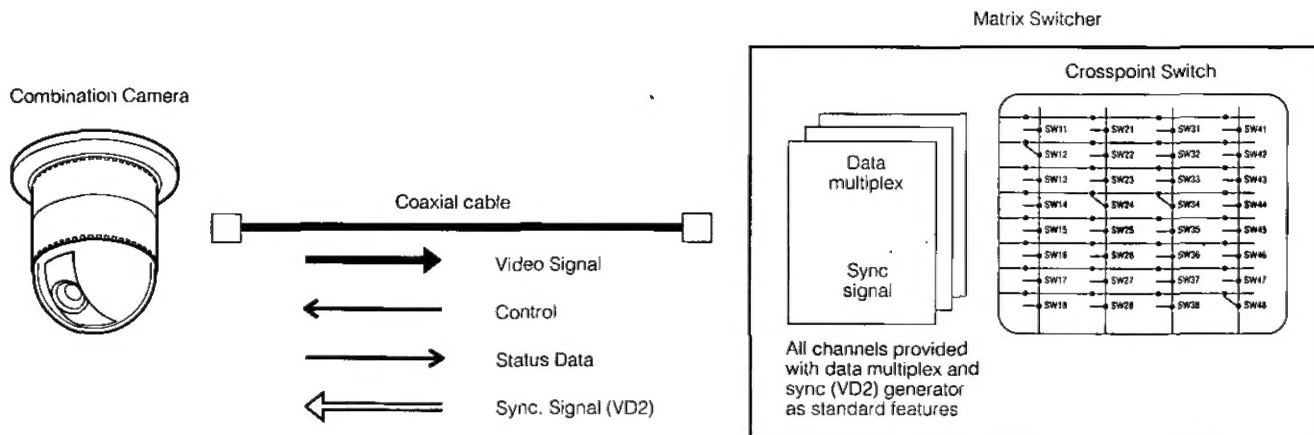 Matrix Switcher
Combination Camera
Crosspoint Switch
SW11 SW21 SW31 SW41
SW12 SW22 SW32 SW42
SW13 SW23 SW33 SW43
SW14 SW24 SW34 SW44
SW15 SW25 SW35 SW45
SW16 SW26 SW36 SW46
SW17 SW27 SW37 SW47
SW18 SW28 SW38 SW48
Data
multiplex
Sync
signal
Coaxial cable
Video Signal
Control
Status Data
Sync. Signal (VD2)
All channels provided
with data multiplex and
sync (VD2) generator
as standard features